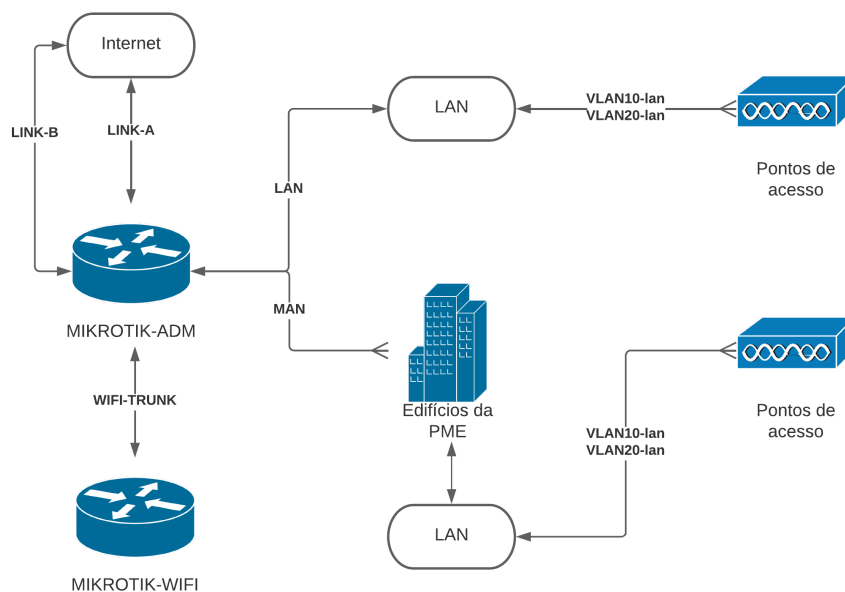 Internet
LINK-B
LINK-A
LAN
VLAN10-lan
VLAN20-lan
Pontos de
acesso
LAN
MIKROTIK-ADM
MAN
WIFI-TRUNK
Edifícios da
PME
Pontos de
acesso
VLAN10-lan
VLAN20-lan
LAN
MIKROTIK-WIFI